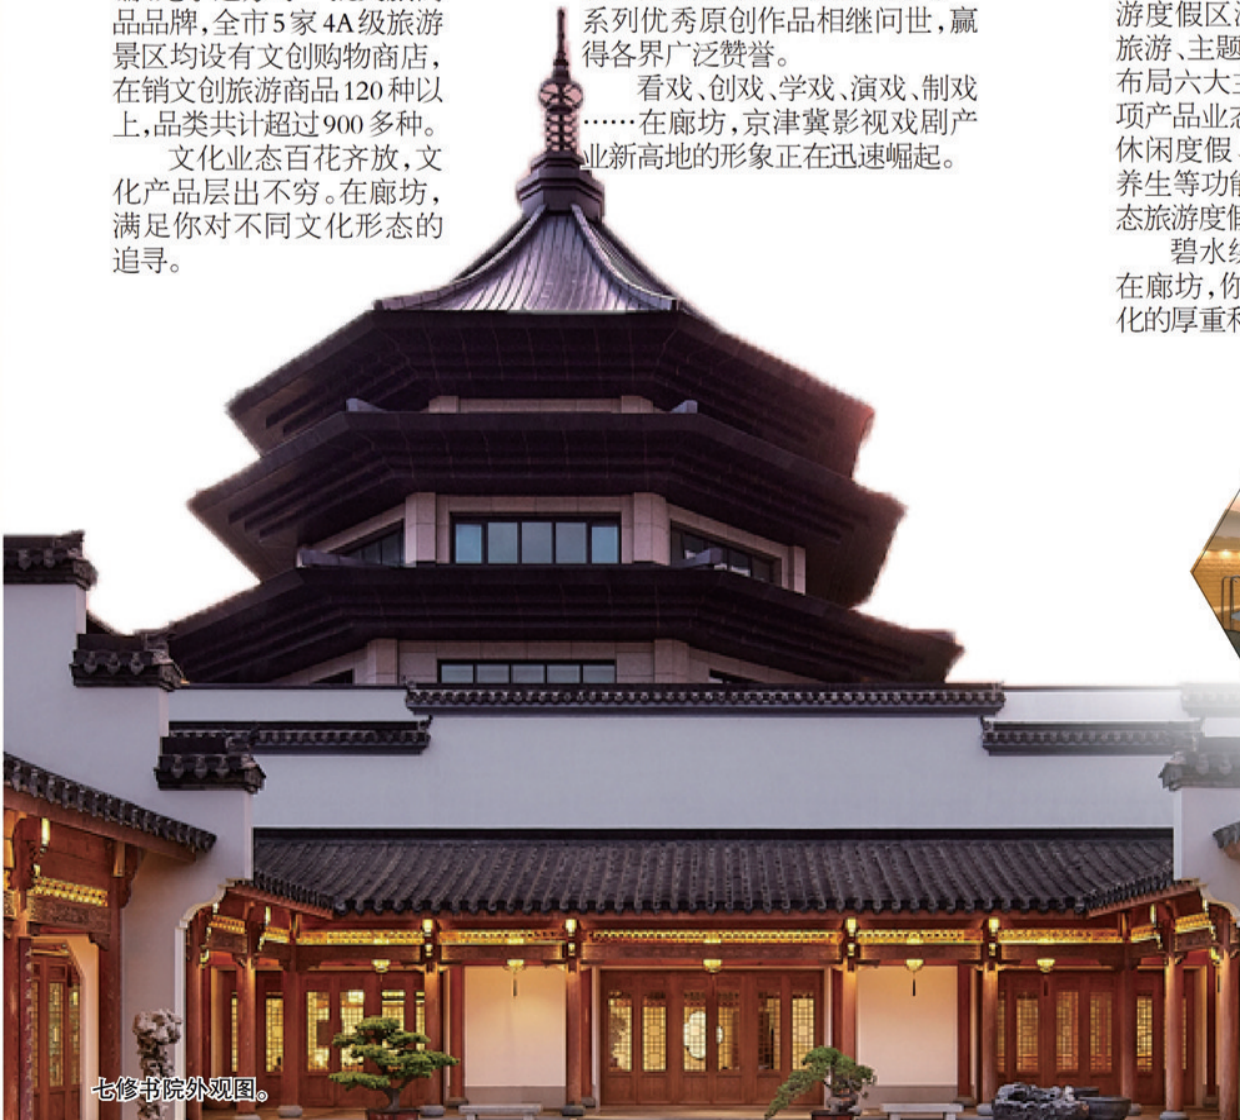 品品牌，全市5家4A级旅游
景区均设有文创购物商店，
在销文创旅游商品120种以
上，品类共计超过900多种。
文化业态百花齐放，文
化产品层出不穷。在廊坊，
满足你对不同文化形态的
追寻。
系列优秀原创作品相继问世，赢
得各界广泛赞誉。
看戏、创戏、学戏、演戏、制戏
……在廊坊，京津冀影视戏剧产
业新高地的形象正在迅速崛起。
游度假区
旅游、主题
布局六大
项产品业态
休闲度假
养生等功能
态旅游度假
碧水
在廊坊，你
化的厚重和
七修书院外观图。